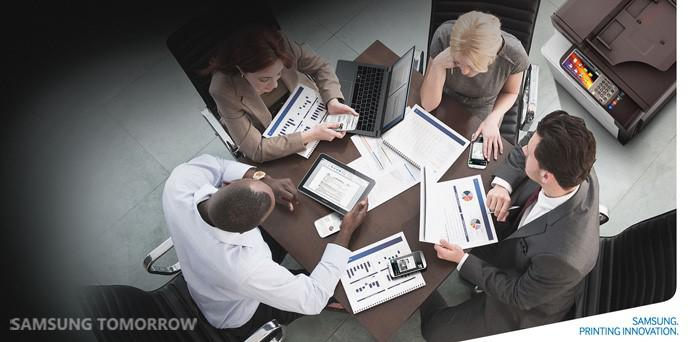 SAMSUNG TOMORROW
SAMSUNG.
PRINTING INNOVATION.